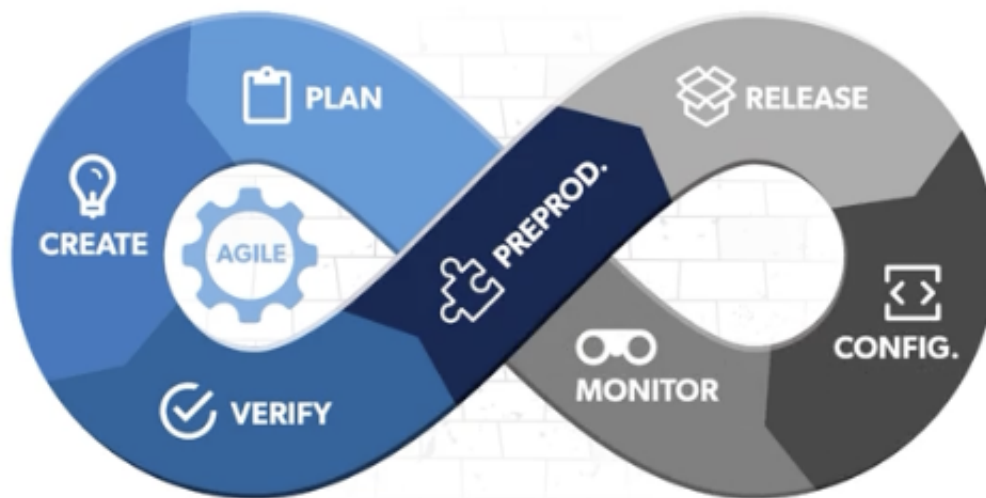 PLAN
RELEASE
CREATE
AGILE
PREPROD.
CONFIG.
MONITOR
VERIFY